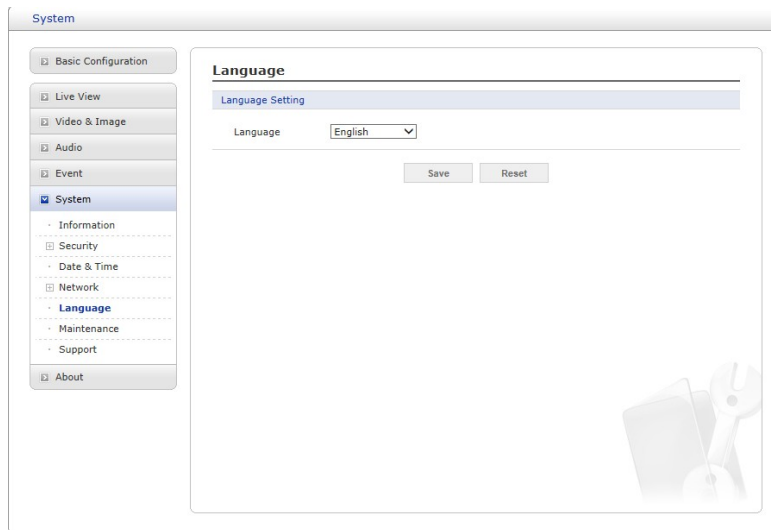 System
Basic Configuration
Live View
Video & Image
Audio
Event
System
Information
Security
Date & Time
Network
Language
Maintenance
Support
About
Language
Language Setting
Language English
Save Reset